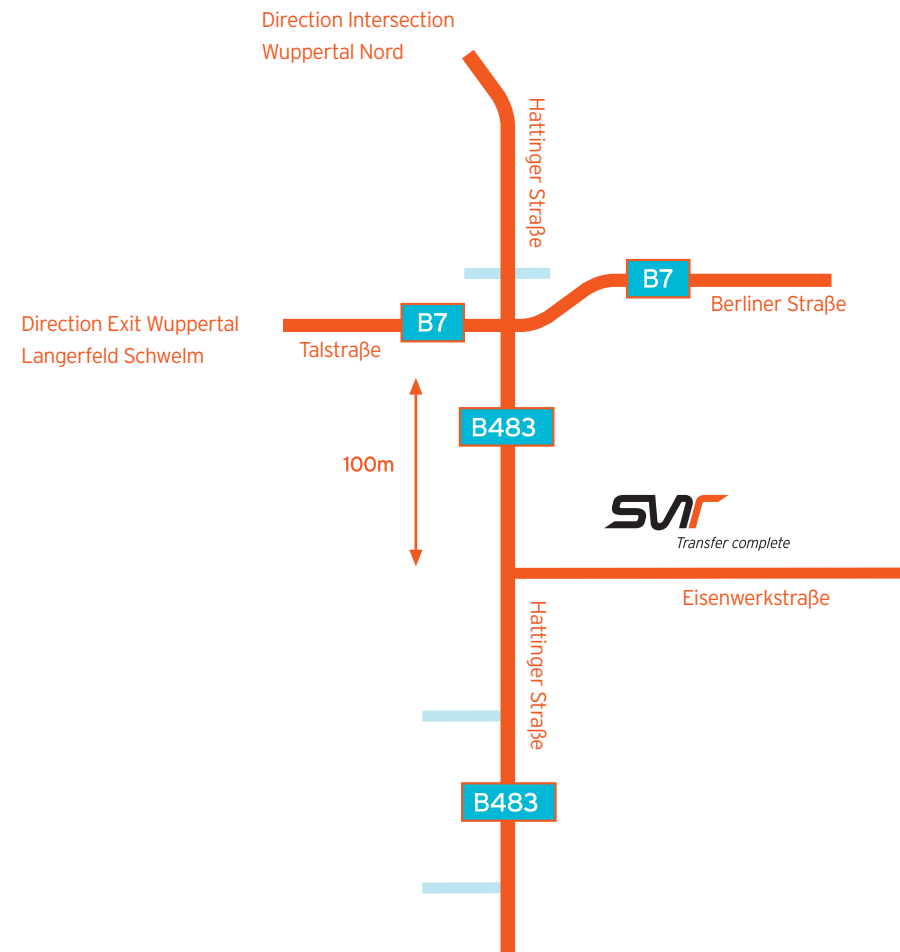 Direction Intersection
Wuppertal Nord
Hattinger Straße
B7
Berliner Straße
Direction Exit Wuppertal
Langerfeld Schwelm
B7
Talstraße
B483
100m
SVT
Transfer complete
Eisenwerkstraße
Hattinger Straße
B483